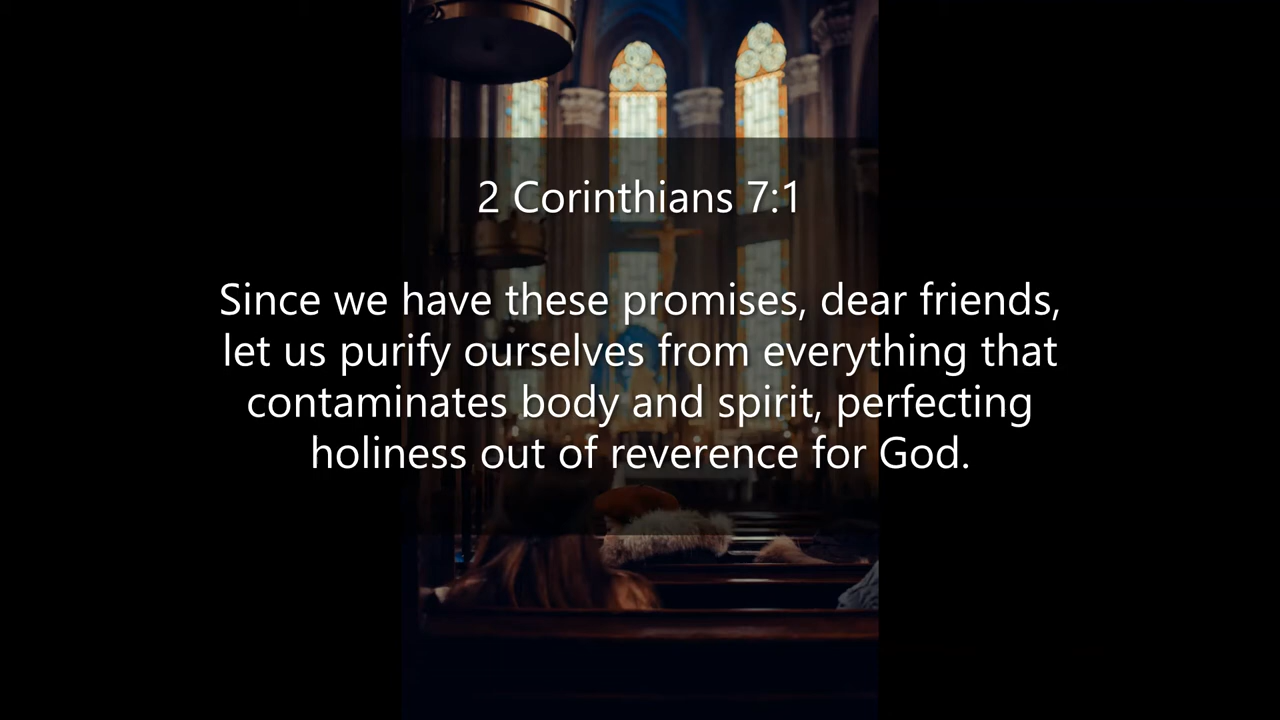 2 Corinthians 7:1
Since we have these promises, dear friends,
let us purify ourselves from everything that
contaminates body and spirit, perfecting
holiness out of reverence for God.